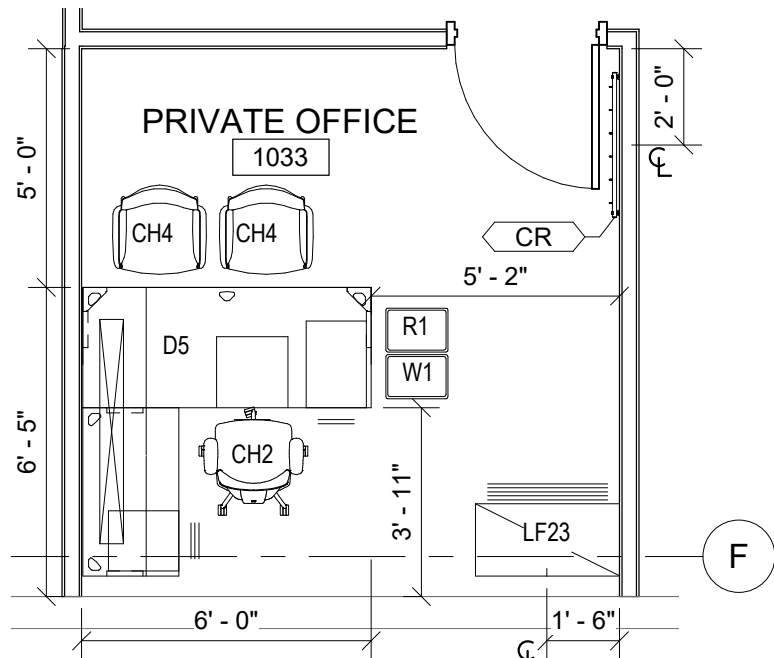 PRIVATE OFFICE
1033
2' - 0"
℄
5' - 0"
CH4
CH4
CR
5' - 2"
D5
R1
W1
6' - 5"
CH2
3' - 11"
LF23
F
6' - 0"
1' - 6"
℄